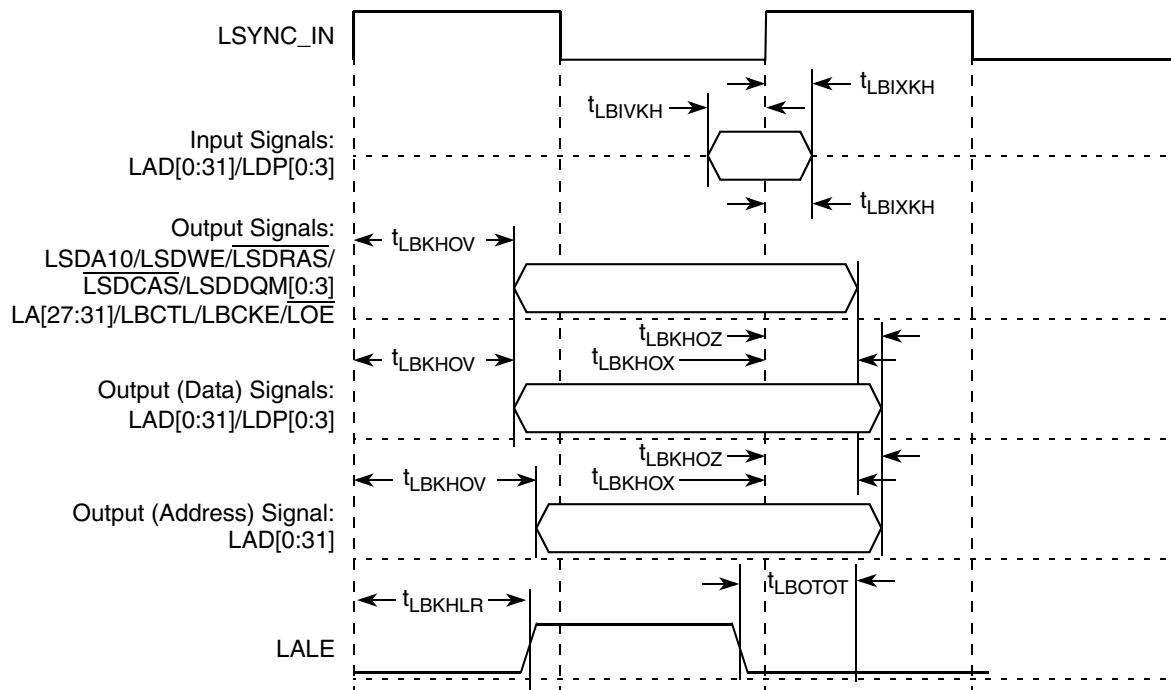 LSYNC_IN
tLBIXKH
tLBIVKH
Input Signals:
LAD[0:31]/LDP[0:3]
tLBIXKH
Output Signals:
LSDA10/LSDWE/LSDRAS/
LSDCAS/LSDDQM[0:3]
LA[27:31]/LBCTL/LBCKE/LOE
tLBKHOV
tLBKHOZ
tLBKHOV
tLBKHOX
Output (Data) Signals:
LAD[0:31]/LDP[0:3]
tLBKHOZ
tLBKHOV
tLBKHOX
Output (Address) Signal:
LAD[0:31]
tLBOTOT
tLBKHLR
LALE